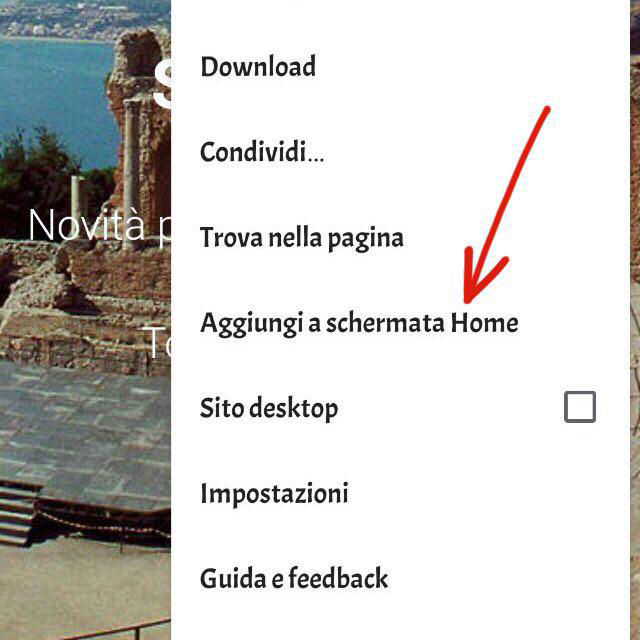 S
Download
Condividi...
Novità p
Trova nella pagina
Aggiungi a schermata Home
To
Sito desktop
Impostazioni
Guida e feedback